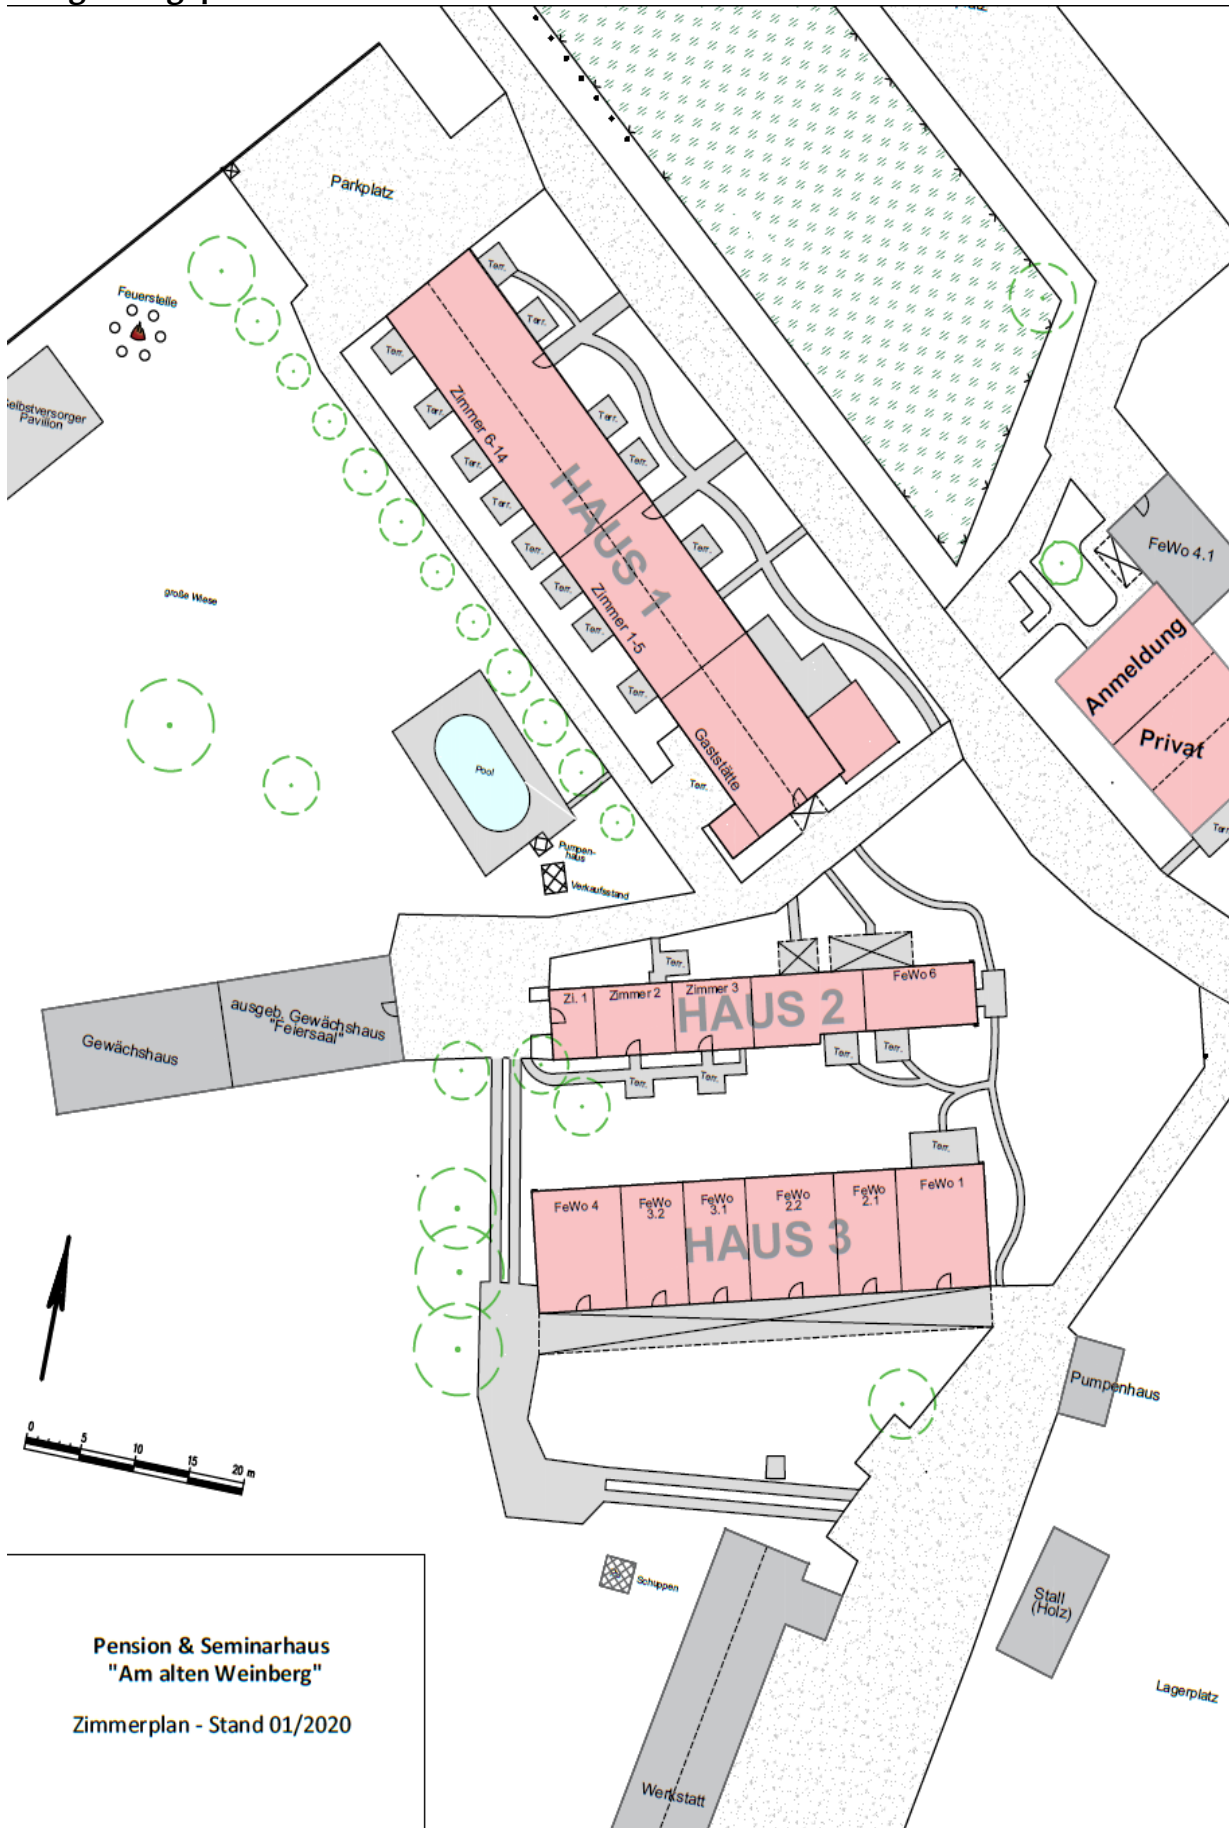 Parkplatz
Feuerstelle
Selbstversorger
Pavillon
Terr.
Terr.
Terr.
Terr.
Terr.
Terr.
Terr.
Terr.
Terr.
Terr.
Terr.
Terr.
Terr.
Zimmer 6-14
HAUS 1
Zimmer 1-5
Gaststätte
Terr.
FeWo 4.1
Anmeldung
Privat
Terr.
große Wiese
Pool
Pumpen-
haus
Verkaufsstand
Gewächshaus
ausgeb. Gewächshaus
"Feiersaal"
Terr.
Zi. 1
Zimmer 2
Zimmer 3
FeWo 6
HAUS 2
Terr.
Terr.
Terr.
Terr.
Terr.
FeWo 4
FeWo
3.2
FeWo
3.1
FeWo
2.2
FeWo
2.1
FeWo 1
HAUS 3
Pumpenhaus
0 5 10 15 20 m
Schuppen
Stall
(Holz)
Lagerplatz
Werkstatt
Pension & Seminarhaus
"Am alten Weinberg"
Zimmerplan - Stand 01/2020